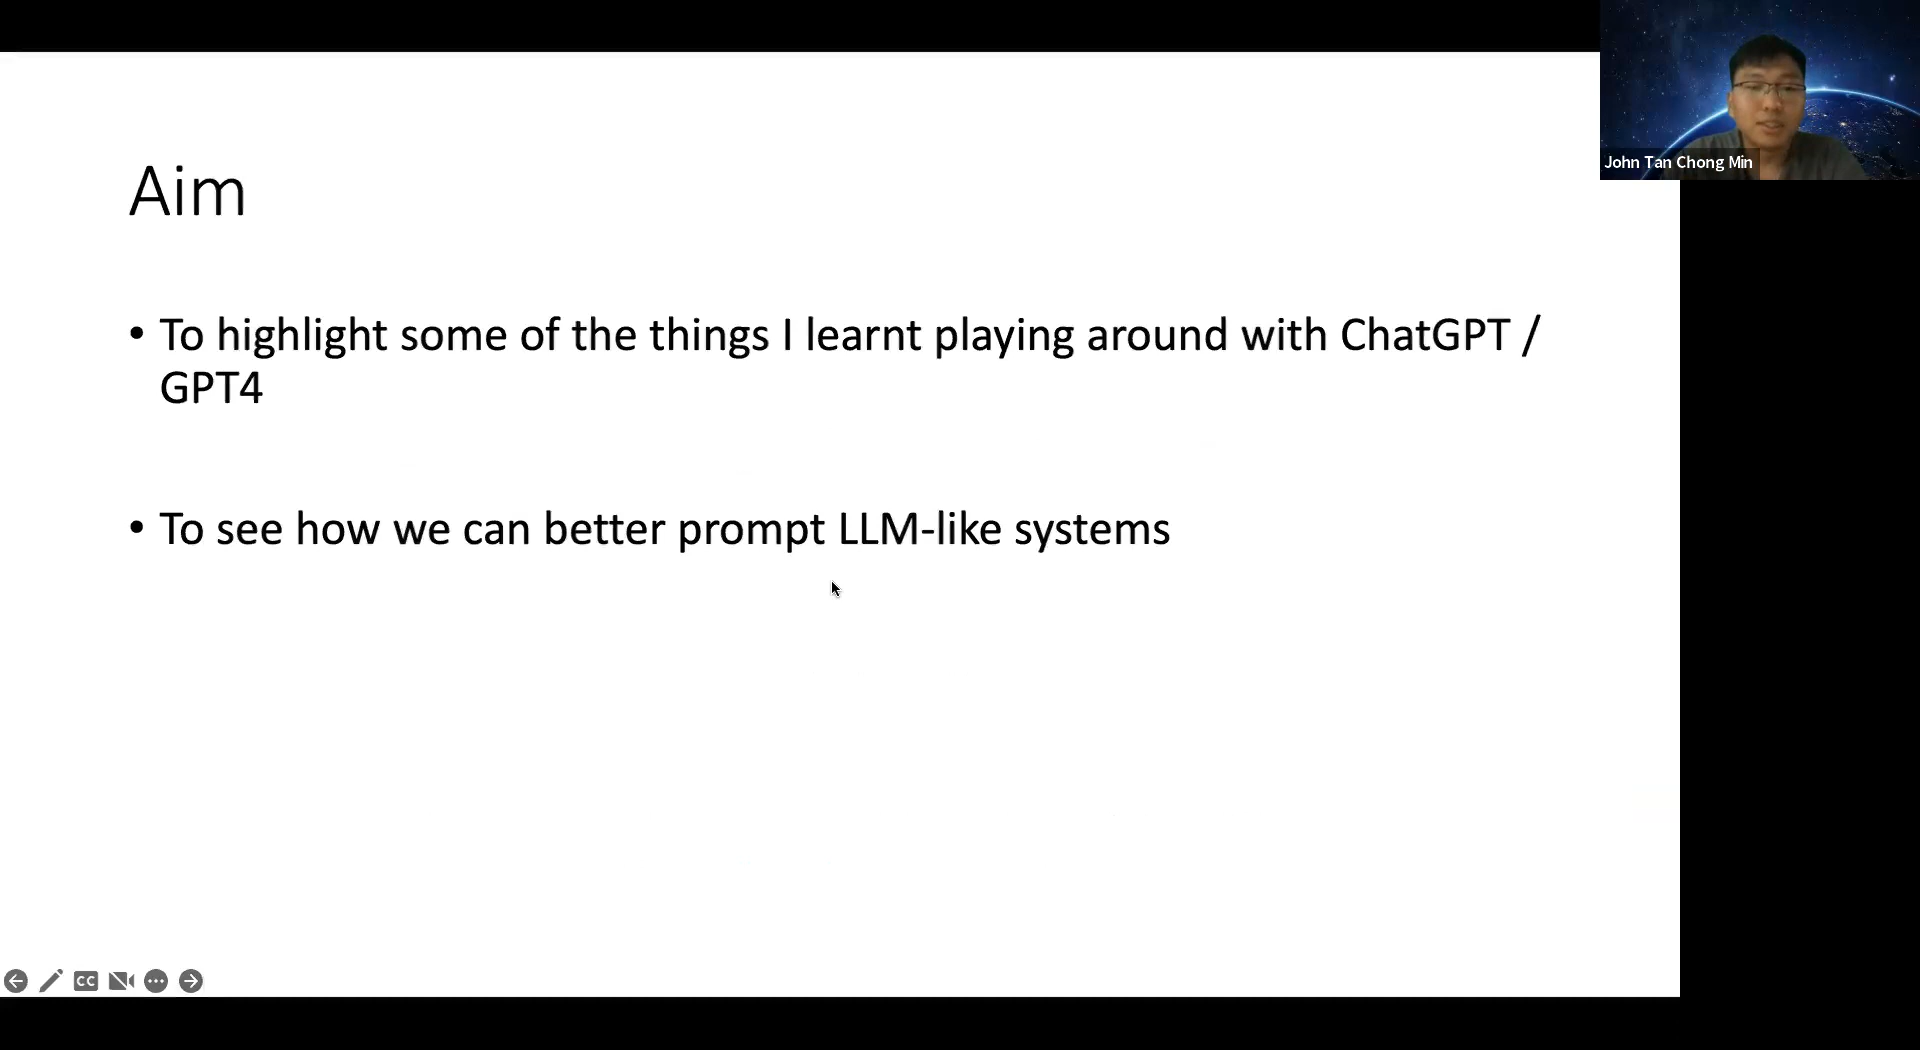 Aim
• To highlight some of the things I learnt playing around with ChatGPT /
GPT4
• To see how we can better prompt LLM-like systems
John Tan Chong Min
CC